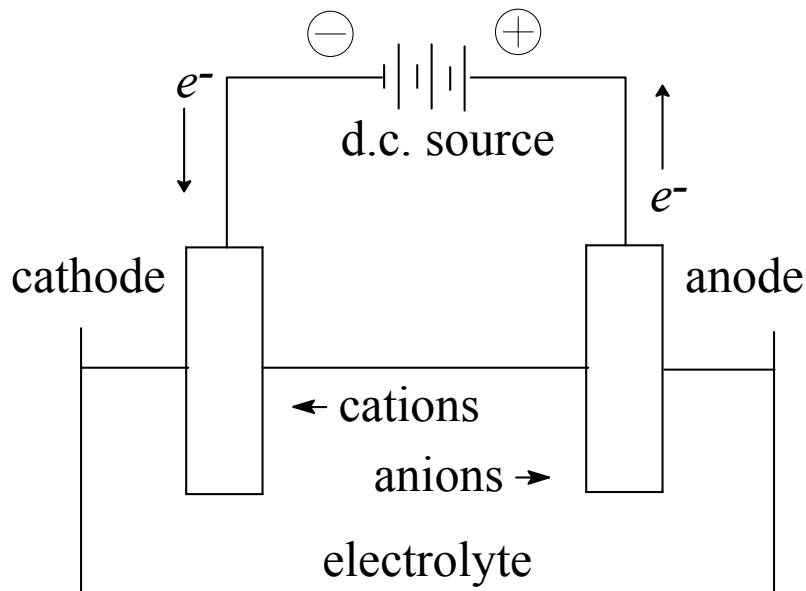 − +
e-
d.c. source
e-
cathode
anode
cations
anions
electrolyte